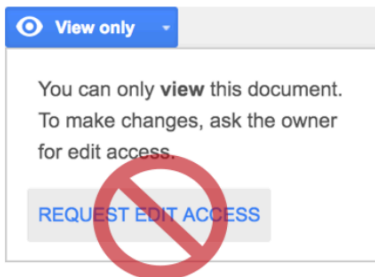 View only
You can only view this document.
To make changes, ask the owner
for edit access.
REQUEST EDIT ACCESS